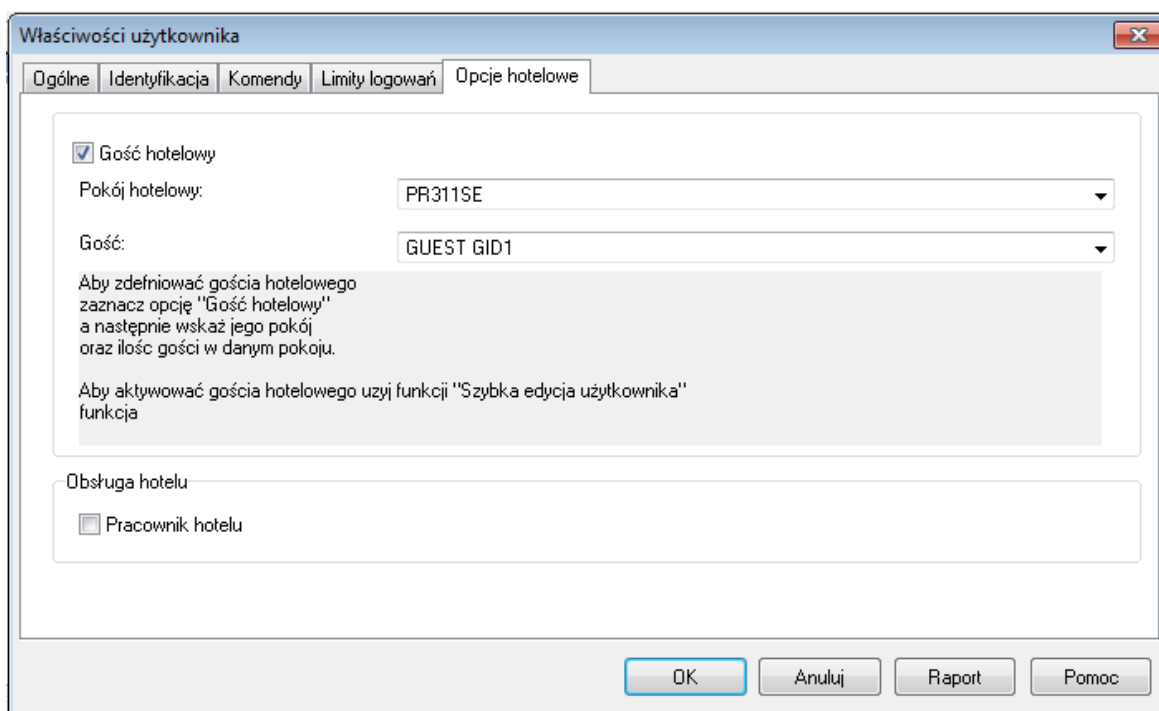 Właściwości użytkownika
Ogólne Identyfikacja Komendy Limity logowań Opcje hotelowe
Gość hotelowy
Pokój hotelowy: PR311SE
Gość: GUEST GID1
Aby zdefniować gościa hotelowego
zaznacz opcję "Gość hotelowy"
a następnie wskaż jego pokój
oraz ilośc gości w danym pokoju.
Aby aktywować gościa hotelowego uzyj funkcji "Szybka edycja użytkownika"
funkcja
Obsługa hotelu
Pracownik hotelu
OK Anuluj Raport Pomoc